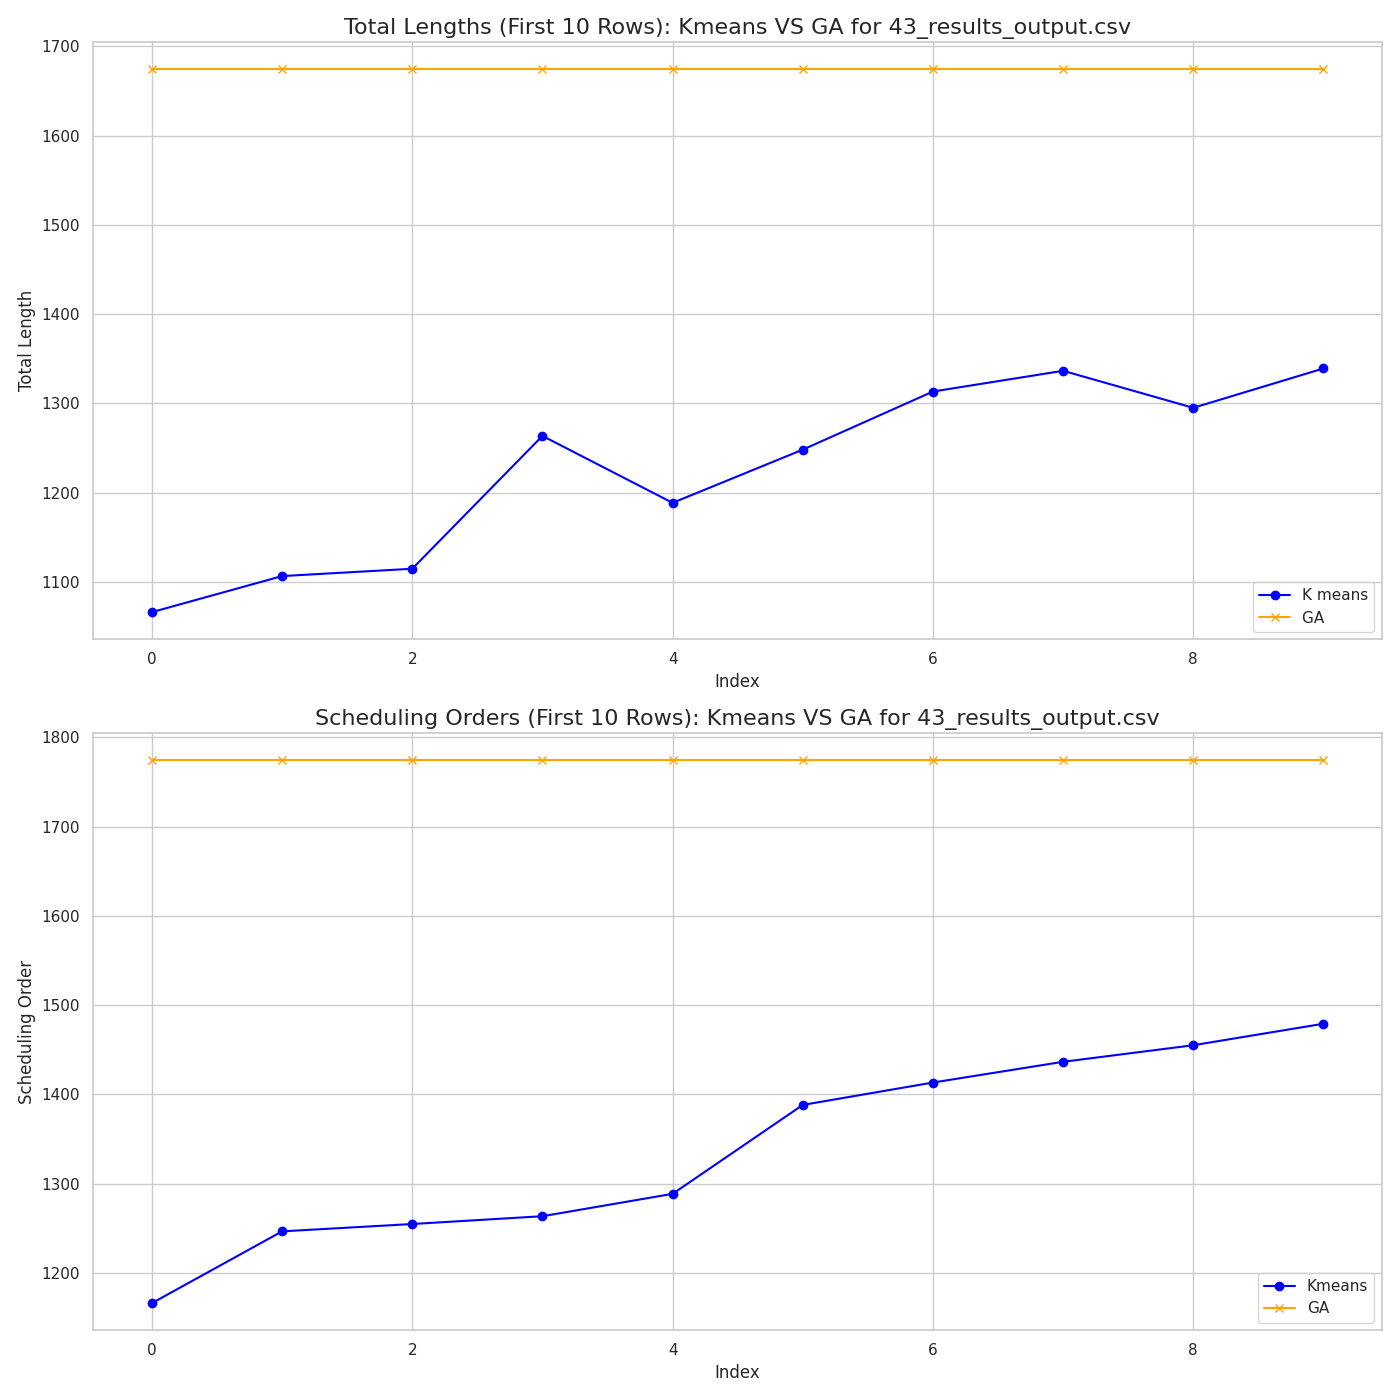 Total Lengths (First 10 Rows): Kmeans VS GA for 43_results_output.csv
1700
1600
1500
1400
1300
1200
1100
Total Length
K means
GA
0 2 4 6 8
Index
Scheduling Orders (First 10 Rows): Kmeans VS GA for 43_results_output.csv
1800
1700
1600
1500
1400
1300
1200
Scheduling Order
Kmeans
GA
0 2 4 6 8
Index